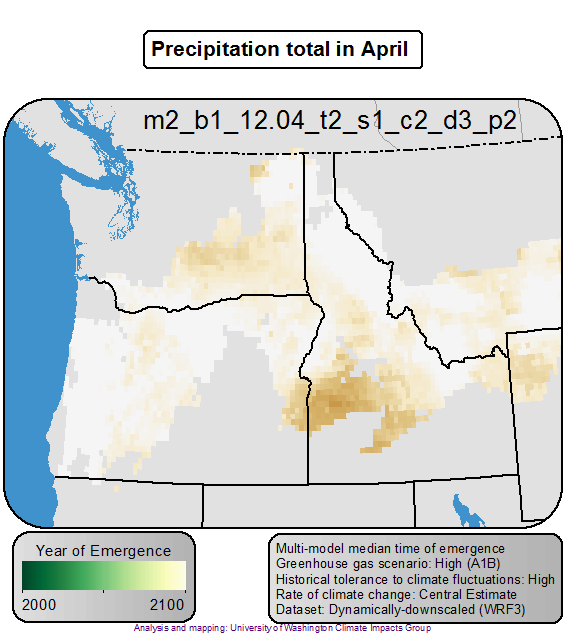 Precipitation total in April
m2_b1_12.04_t2_s1_c2_d3_p2
Year of Emergence
2000 2100
Multi-model median time of emergence
Greenhouse gas scenario: High (A1B)
Historical tolerance to climate fluctuations: High
Rate of climate change: Central Estimate
Dataset: Dynamically-downscaled (WRF3)
Analysis and mapping: University of Washington Climate Impacts Group